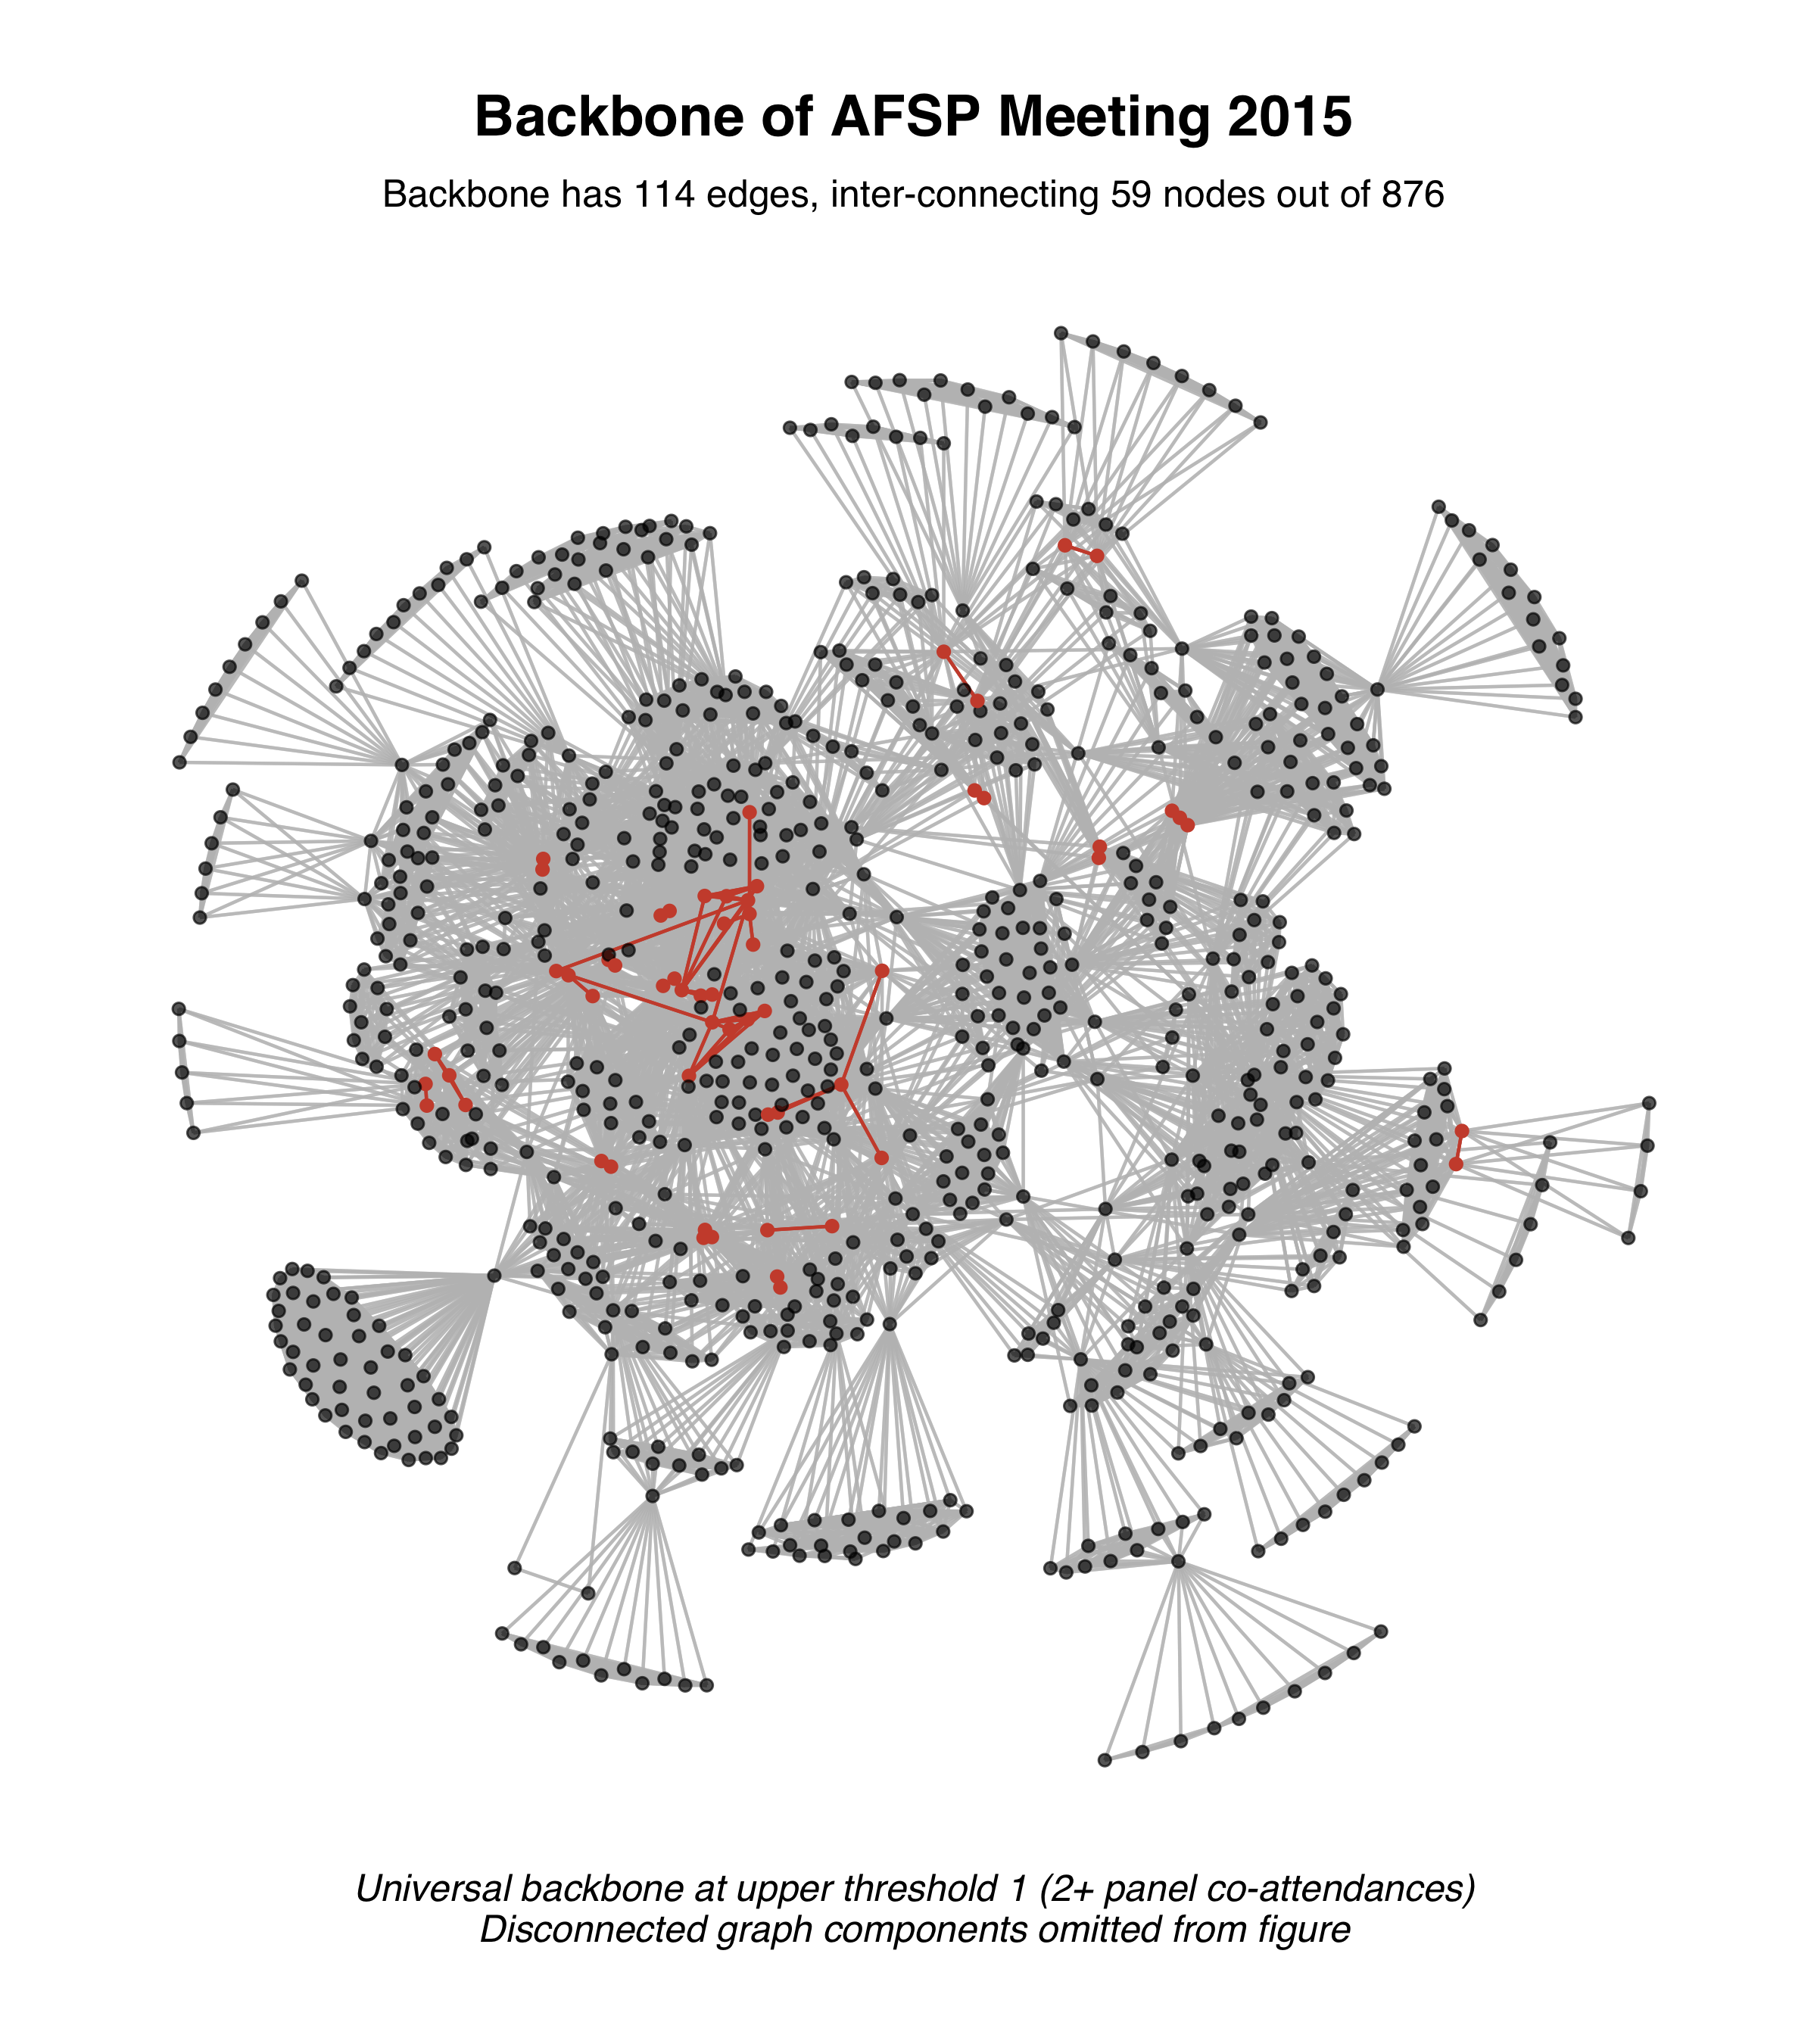 Backbone of AFSP Meeting 2015
Backbone has 114 edges, inter-connecting 59 nodes out of 876
Universal backbone at upper threshold 1 (2+ panel co-attendances)
Disconnected graph components omitted from figure